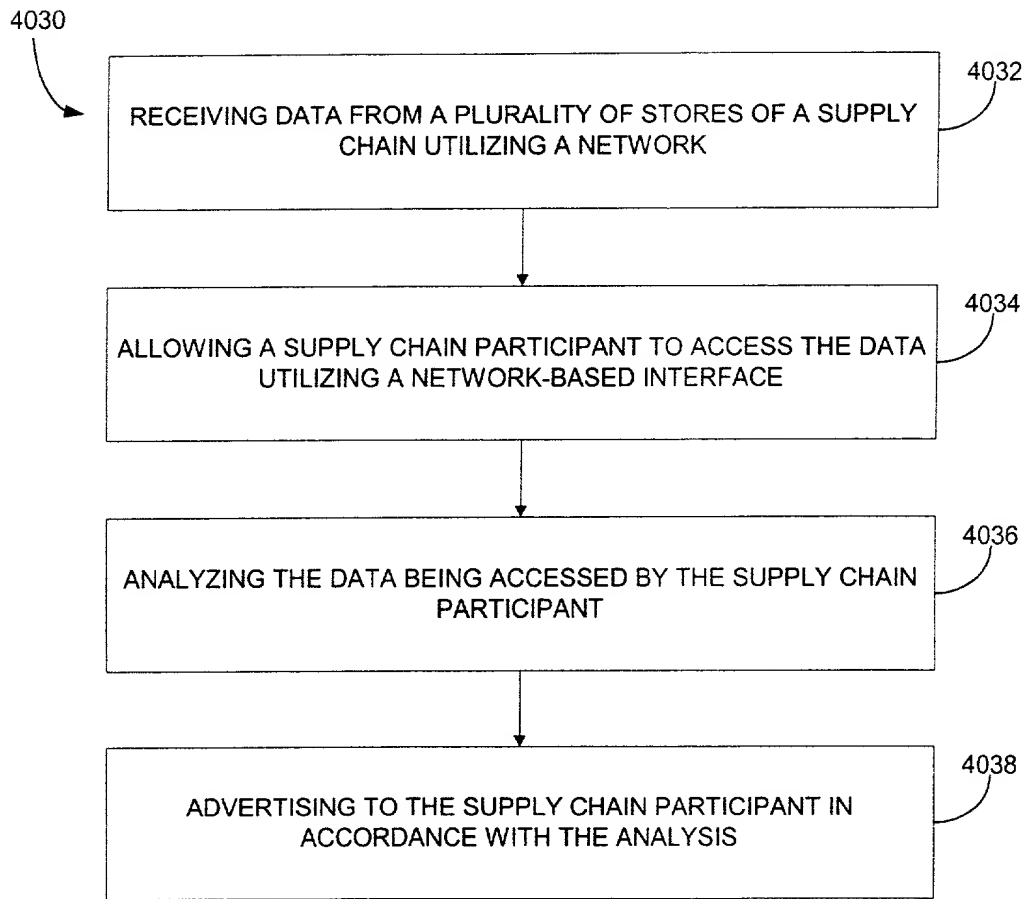 4030
4032
RECEIVING DATA FROM A PLURALITY OF STORES OF A SUPPLY
CHAIN UTILIZING A NETWORK
4034
ALLOWING A SUPPLY CHAIN PARTICIPANT TO ACCESS THE DATA
UTILIZING A NETWORK-BASED INTERFACE
4036
ANALYZING THE DATA BEING ACCESSED BY THE SUPPLY CHAIN
PARTICIPANT
4038
ADVERTISING TO THE SUPPLY CHAIN PARTICIPANT IN
ACCORDANCE WITH THE ANALYSIS